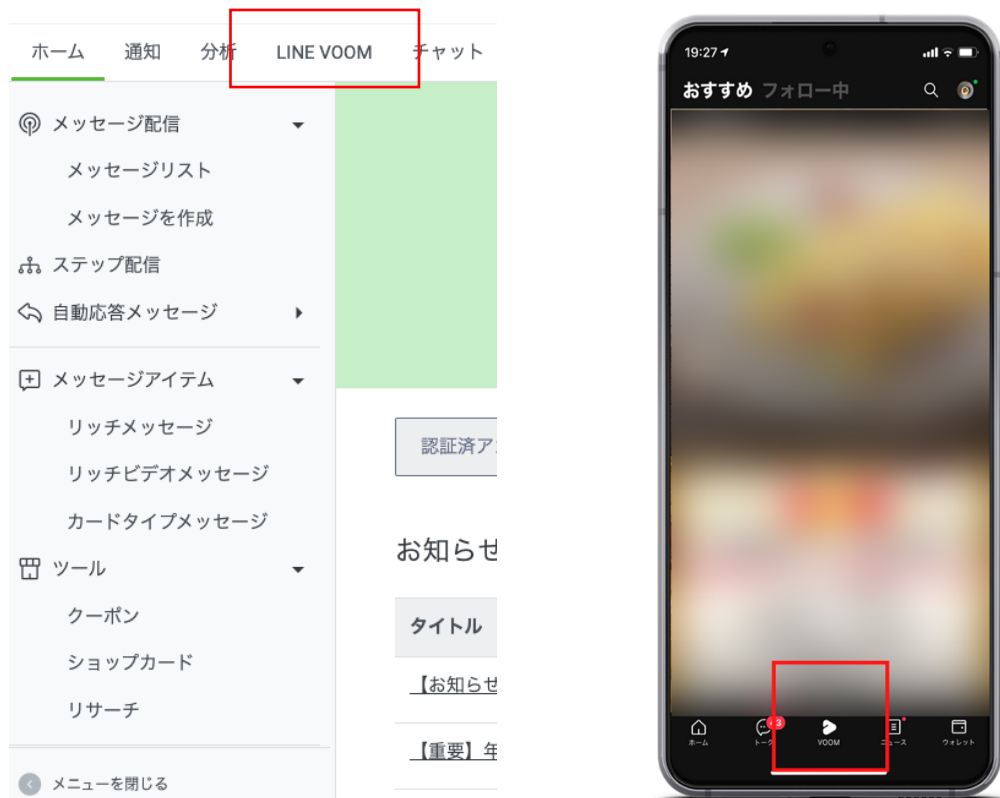 ホーム 通知 分析 LINE VOOM チャット
メッセージ配信
メッセージリスト
メッセージを作成
ステップ配信
自動応答メッセージ
メッセージアイテム
リッチメッセージ
リッチビデオメッセージ
カードタイプメッセージ
ツール
クーポン
ショップカード
リサーチ
メニューを閉じる
認証済ア
お知らせ
タイトル
【お知らせ
【重要】年
19:27
おすすめ フォロー中
ホーム トーク VOOM ニュース ウォレット